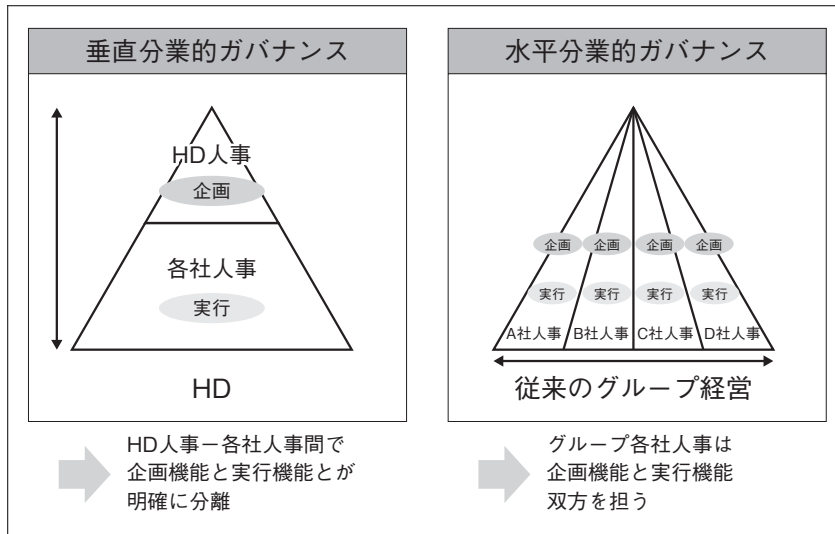 垂直分業的ガバナンス
HD人事
企画
各社人事
実行
HD
HD人事－各社人事間で
企画機能と実行機能とが
明確に分離
水平分業的ガバナンス
企画 企画 企画 企画
実行 実行 実行 実行
A社人事 B社人事 C社人事 D社人事
従来のグループ経営
グループ各社人事は
企画機能と実行機能
双方を担う